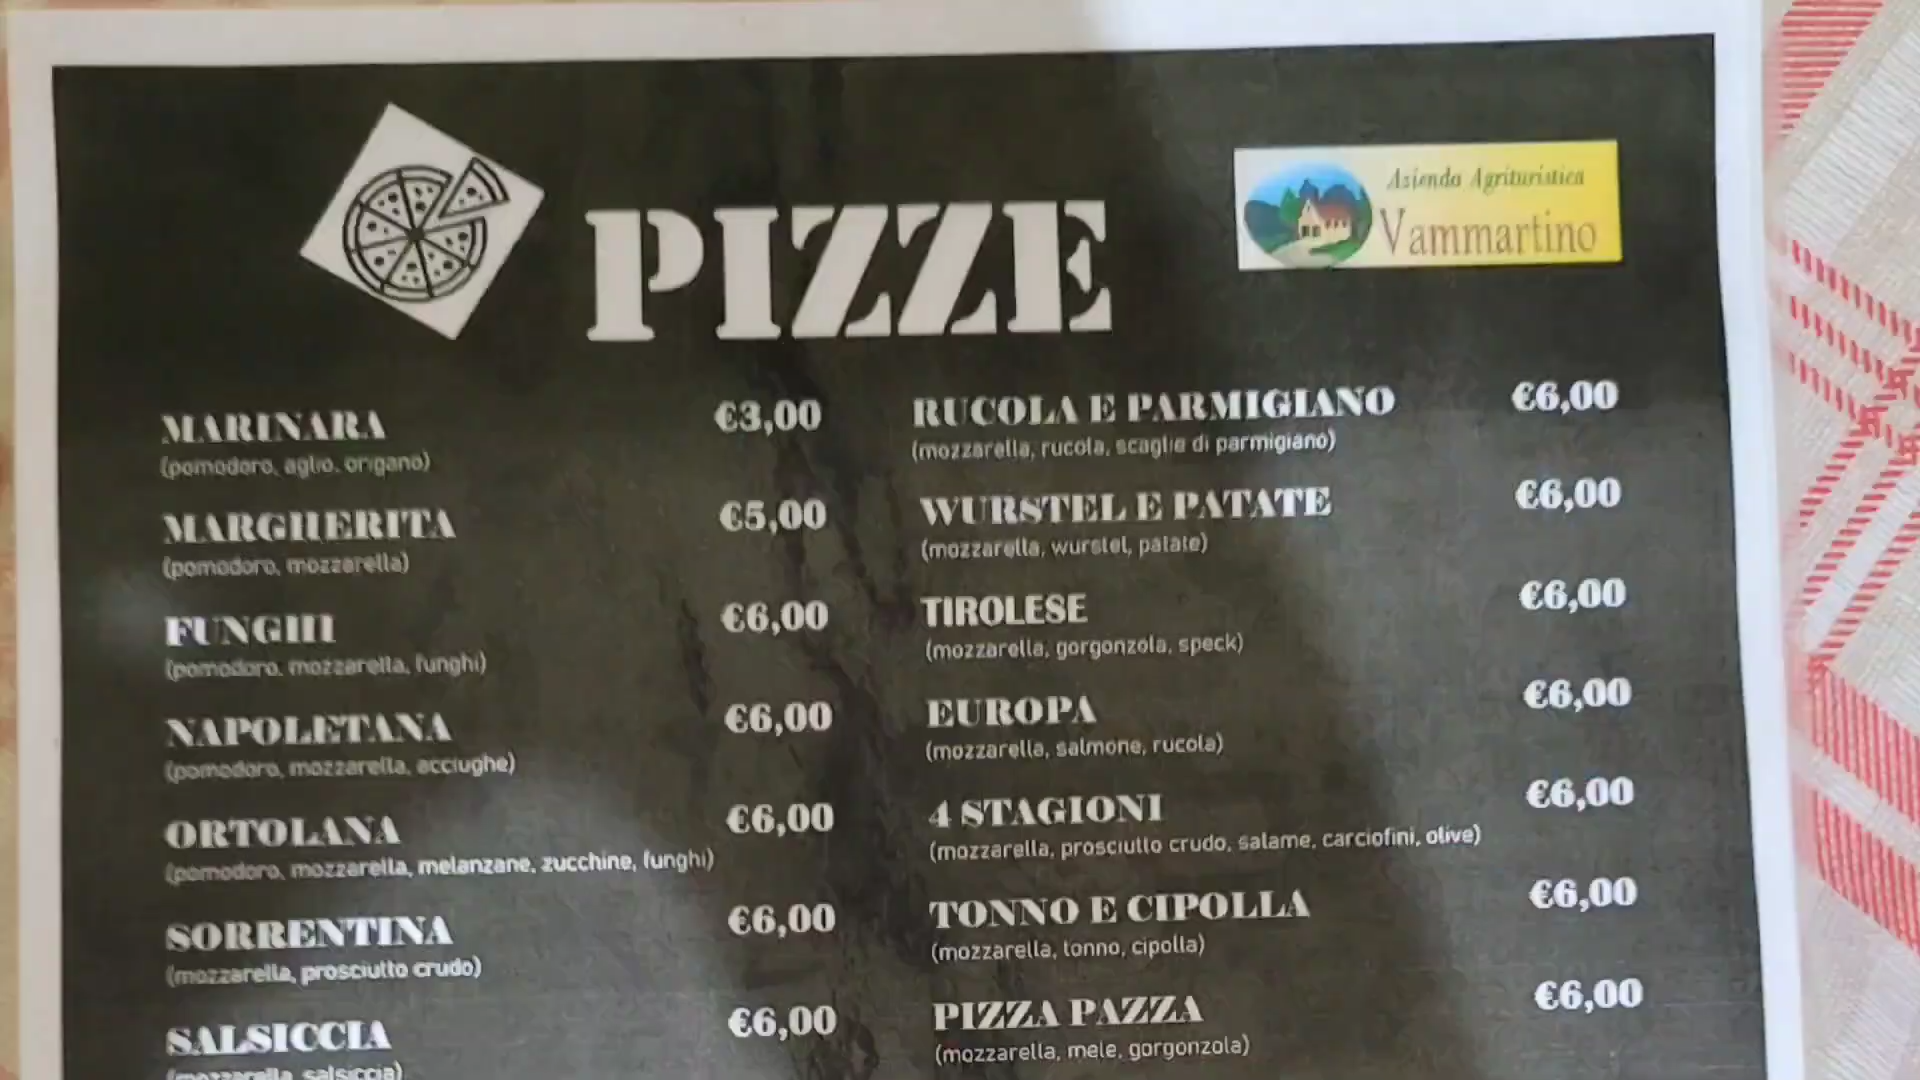 PIZZE
Azienda Agrituristica
Vammartino
MARINARA €3,00
(pomodoro, aglio, origano)
MARGHERITA €5,00
(pomodoro, mozzarella)
FUNGHI €6,00
(pomodoro, mozzarella, funghi)
NAPOLETANA €6,00
(pomodoro, mozzarella, acciughe)
ORTOLANA €6,00
(pomodoro, mozzarella, melanzane, zucchine, funghi)
SORRENTINA €6,00
(mozzarella, prosciutto crudo)
SALSICCIA €6,00
(mozzarella, salsiccia)
RUCOLA E PARMIGIANO €6,00
(mozzarella, rucola, scaglie di parmigiano)
WURSTEL E PATATE €6,00
(mozzarella, wurstel, patate)
TIROLESE €6,00
(mozzarella, gorgonzola, speck)
EUROPA €6,00
(mozzarella, salmone, rucola)
4 STAGIONI €6,00
(mozzarella, prosciutto crudo, salame, carciofini, olive)
TONNO E CIPOLLA €6,00
(mozzarella, tonno, cipolla)
PIZZA PAZZA €6,00
(mozzarella, mele, gorgonzola)